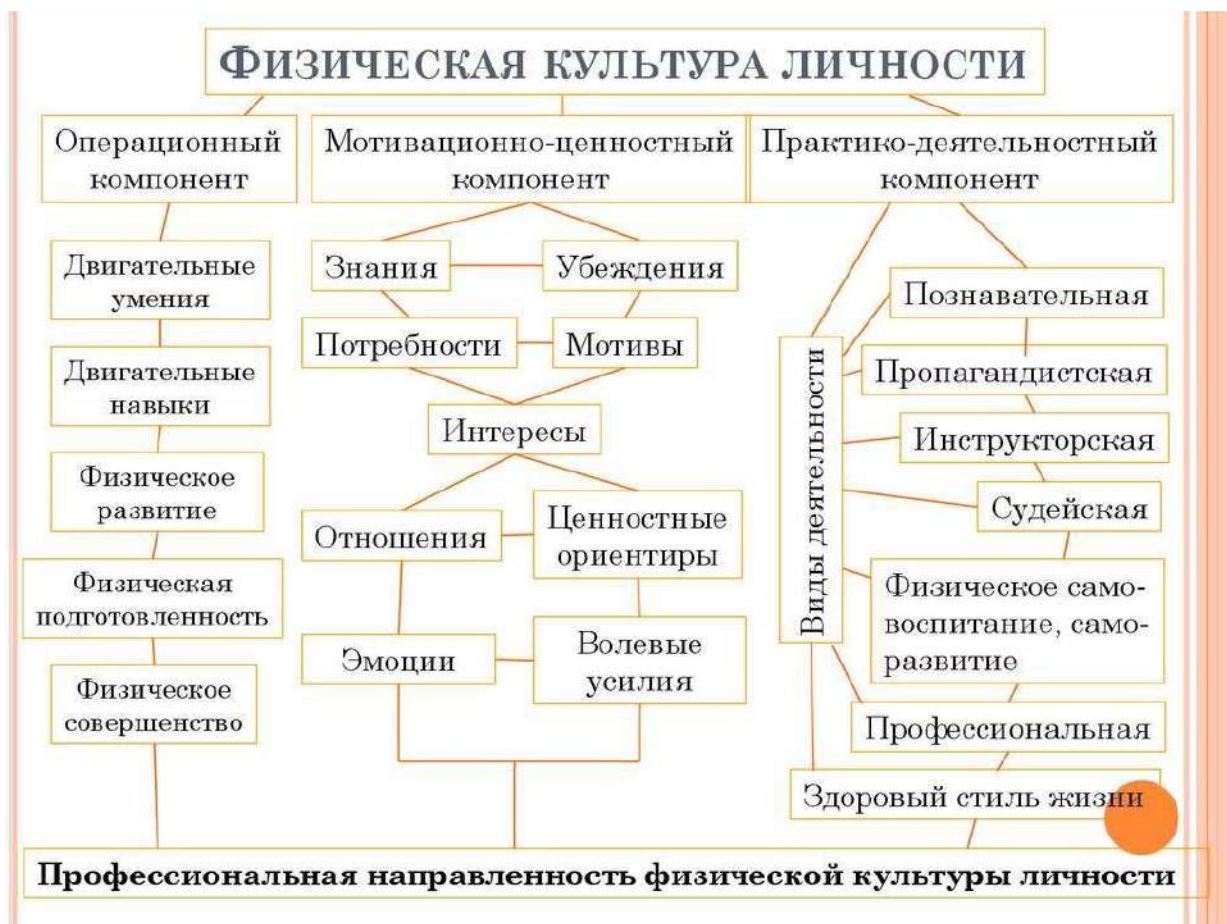 ФИЗИЧЕСКАЯ КУЛЬТУРА ЛИЧНОСТИ
Операционный
компонент
Мотивационно-ценностный
компонент
Практико-деятельностный
компонент
Двигательные
умения
Двигательные
навыки
Физическое
развитие
Физическая
подготовленность
Физическое
совершенство
Знания
Убеждения
Потребности
Мотивы
Интересы
Отношения
Ценностные
ориентиры
Эмоции
Волевые
усилия
Виды деятельности
Познавательная
Пропагандистская
Инструкторская
Судейская
Физическое само-
воспитание, само-
развитие
Профессиональная
Здоровый стиль жизни
Профессиональная направленность физической культуры личности